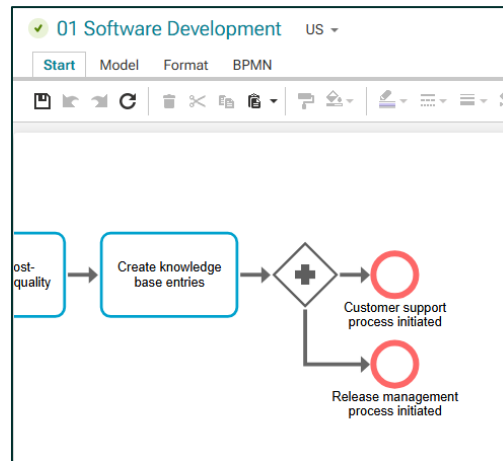 01 Software Development US
Start Model Format BPMN
ost-
quality
Create knowledge
base entries
Customer support
process initiated
Release management
process initiated